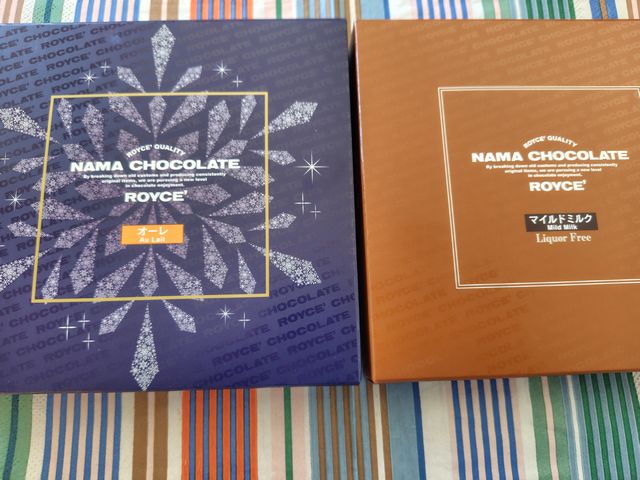 ROYCE' QUALITY
NAMA CHOCOLATE
By breaking down old customs and producing consistently
original items, we are pursuing a new level
in chocolate enjoyment.
ROYCE'
オーレ
Au Lait
ROYCE' QUALITY
NAMA CHOCOLATE
By breaking down old customs and producing consistently
original items, we are pursuing a new level
in chocolate enjoyment.
ROYCE'
マイルドミルク
Mild Milk
Liquor Free